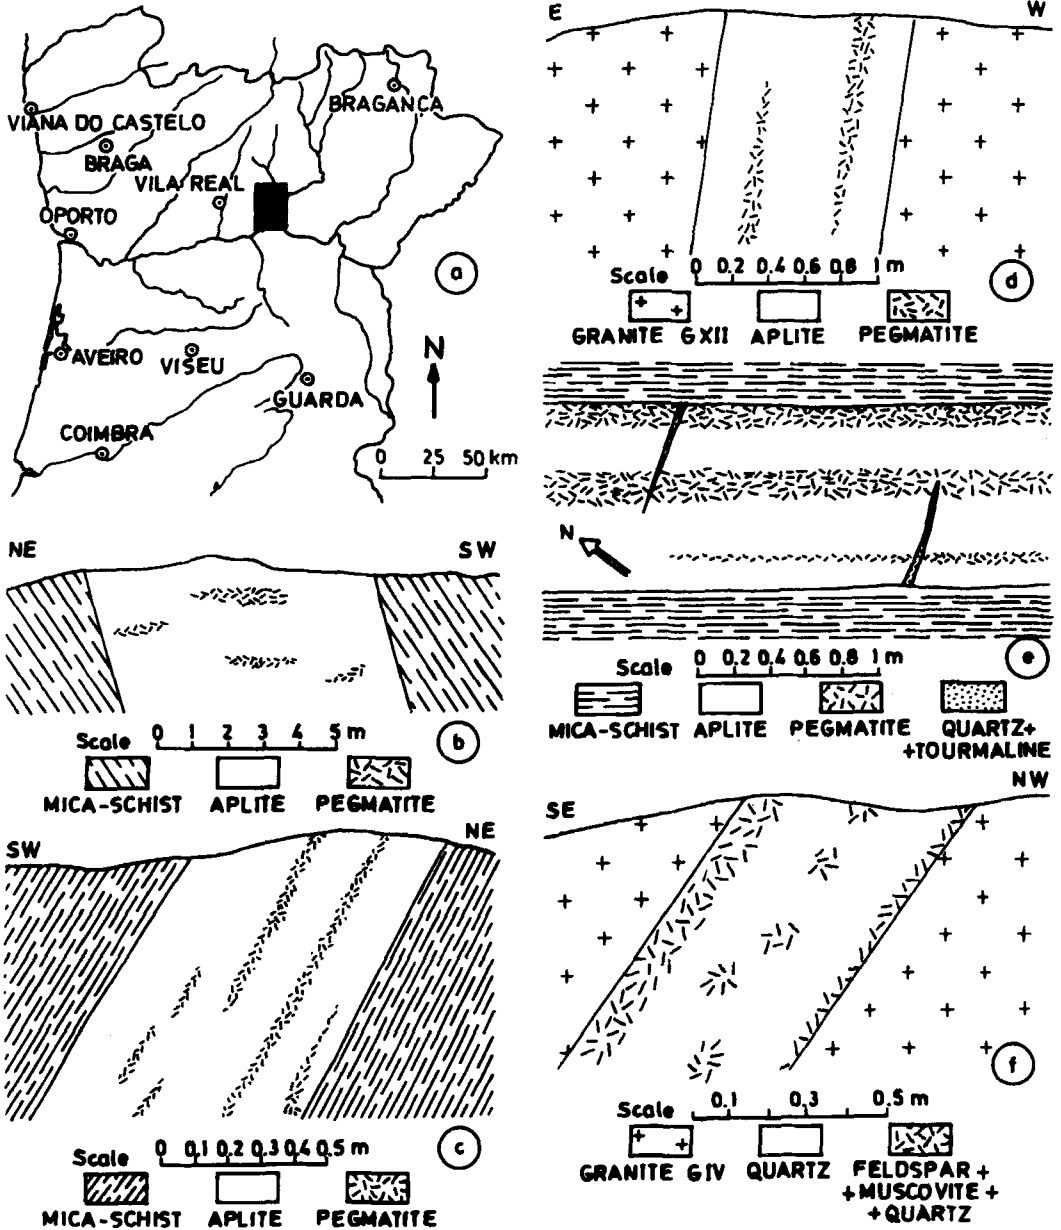 BRAGANÇA
VIANA DO CASTELO
BRAGA
VILA REAL
OPORTO
a
AVEIRO
VISEU
N
GUARDA
COIMBRA
0 25 50 km
NE SW
0 1 2 3 4 5 m
Scale
b
MICA-SCHIST APLITE PEGMATITE
SW NE
0 0,1 0,2 0,3 0,4 0,5 m
Scale
c
MICA-SCHIST APLITE PEGMATITE
E W
Scale 0 0,2 0,4 0,6 0,8 1 m
d
GRANITE GXII APLITE PEGMATITE
N
e
Scale 0 0,2 0,4 0,6 0,8 1 m
MICA-SCHIST APLITE PEGMATITE QUARTZ+
+TOURMALINE
SE NW
f
Scale 0,1 0,3 0,5 m
GRANITE GIV QUARTZ FELDSPAR +
+MUSCOVITE +
+QUARTZ